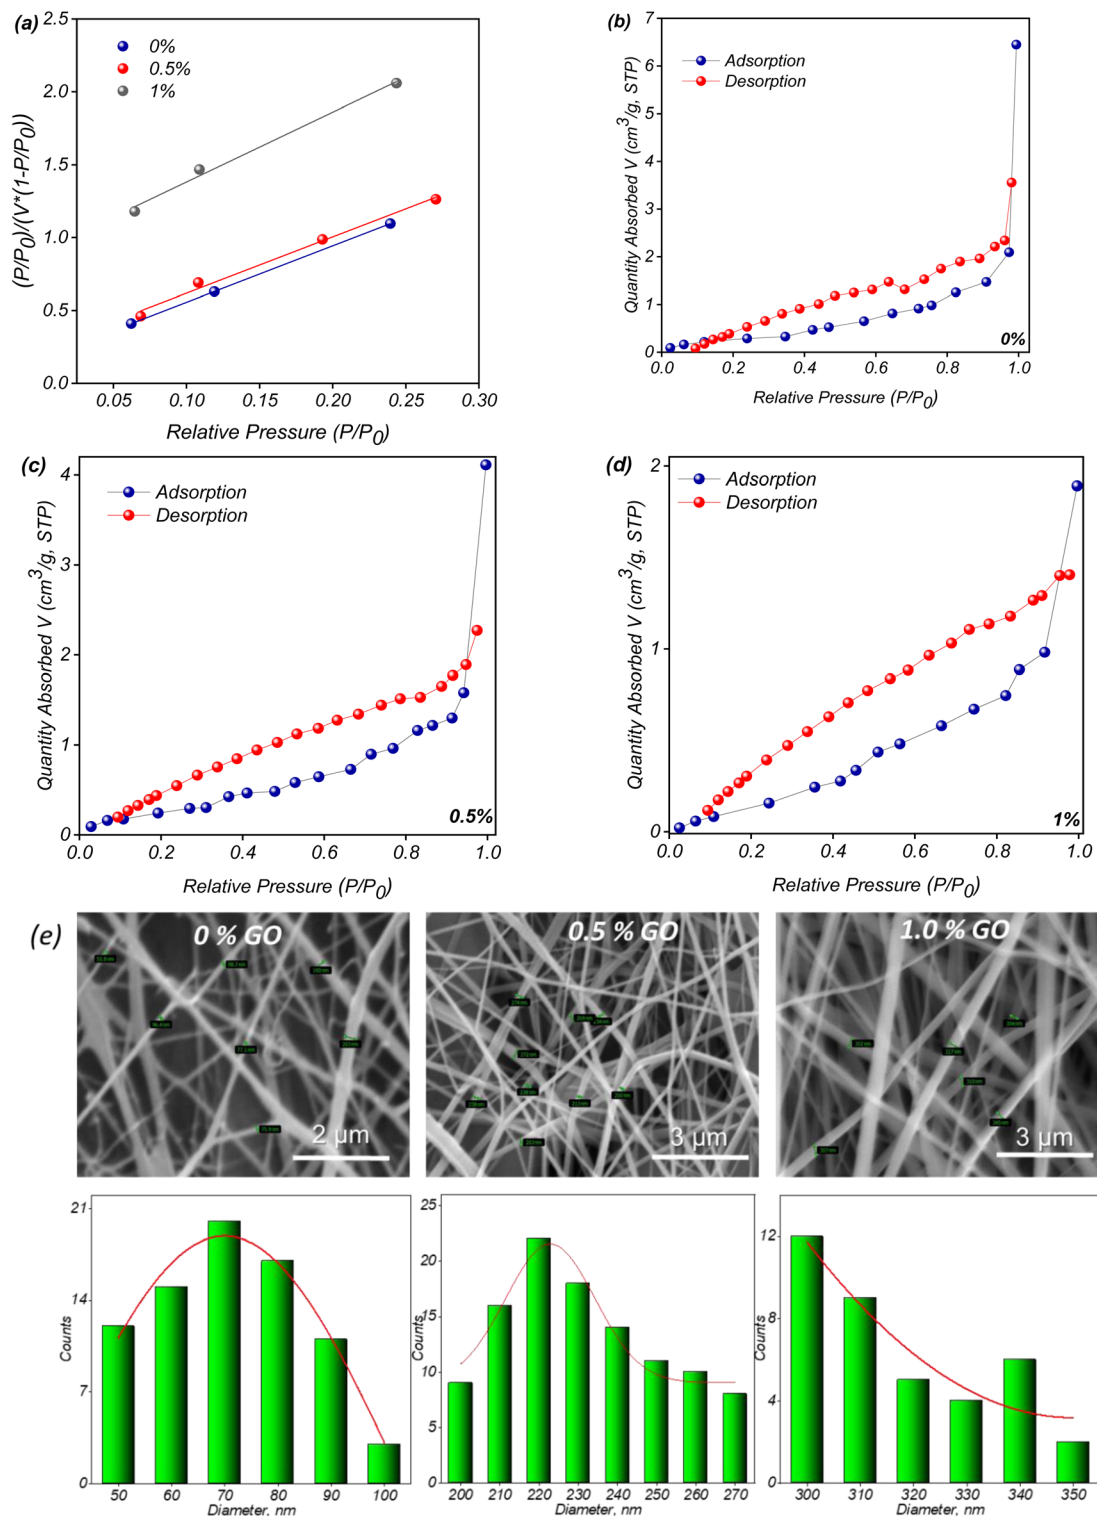 (a)
2.5
2.0
1.5
1.0
0.5
0.0
0%
0.5%
1%
(P/P0)/(V*(1-P/P0))
0.05 0.10 0.15 0.20 0.25 0.30
Relative Pressure (P/P0)
(b)
7
6
5
4
3
2
1
0
Adsorption
Desorption
Quantity Absorbed V (cm3/g, STP)
0%
0.0 0.2 0.4 0.6 0.8 1.0
Relative Pressure (P/P0)
(c)
4
3
2
1
0
Adsorption
Desorption
Quantity Absorbed V (cm3/g, STP)
0.5%
0.0 0.2 0.4 0.6 0.8 1.0
Relative Pressure (P/P0)
(d)
2
1
0
Adsorption
Desorption
Quantity Absorbed V (cm3/g, STP)
1%
0.0 0.2 0.4 0.6 0.8 1.0
Relative Pressure (P/P0)
(e)
0 % GO
2 μm
0.5 % GO
3 μm
1.0 % GO
3 μm
21
14
7
0
Counts
50 60 70 80 90 100
Diameter, nm
25
20
15
10
5
0
Counts
200 210 220 230 240 250 260 270
Diameter, nm
12
8
4
0
Counts
300 310 320 330 340 350
Diameter, nm